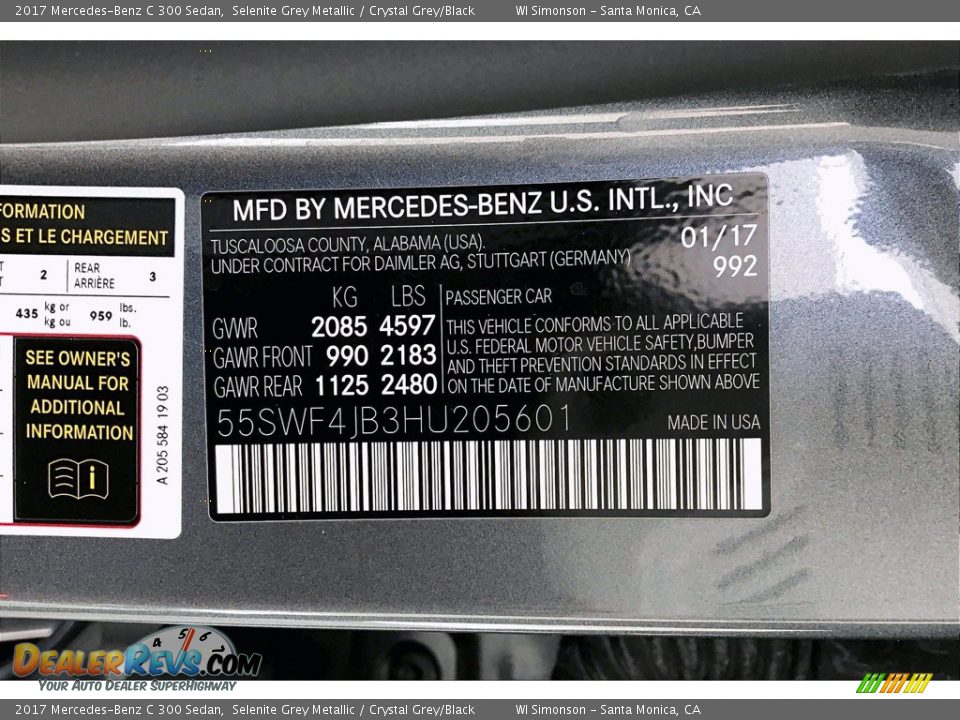 2017 Mercedes-Benz C 300 Sedan,  Selenite Grey Metallic / Crystal Grey/Black     WI Simonson - Santa Monica, CA
FORMATION
S ET LE CHARGEMENT
2 REAR ARRIÈRE 3
435 kg or kg ou 959 lbs. lb.
SEE OWNER'S
MANUAL FOR
ADDITIONAL
INFORMATION
i
A 205 584 19 03
MFD BY MERCEDES-BENZ U.S. INTL., INC
TUSCALOOSA COUNTY, ALABAMA (USA). 01/17
UNDER CONTRACT FOR DAIMLER AG, STUTTGART (GERMANY) 992
KG LBS
GVWR 2085 4597
GAWR FRONT 990 2183
GAWR REAR 1125 2480
PASSENGER CAR
THIS VEHICLE CONFORMS TO ALL APPLICABLE
U.S. FEDERAL MOTOR VEHICLE SAFETY,BUMPER
AND THEFT PREVENTION STANDARDS IN EFFECT
ON THE DATE OF MANUFACTURE SHOWN ABOVE
55SWF4JB3HU205601 MADE IN USA
4 5 6
DEALERREVS.COM
YOUR AUTO DEALER SUPERHIGHWAY
2017 Mercedes-Benz C 300 Sedan,  Selenite Grey Metallic / Crystal Grey/Black     WI Simonson - Santa Monica, CA